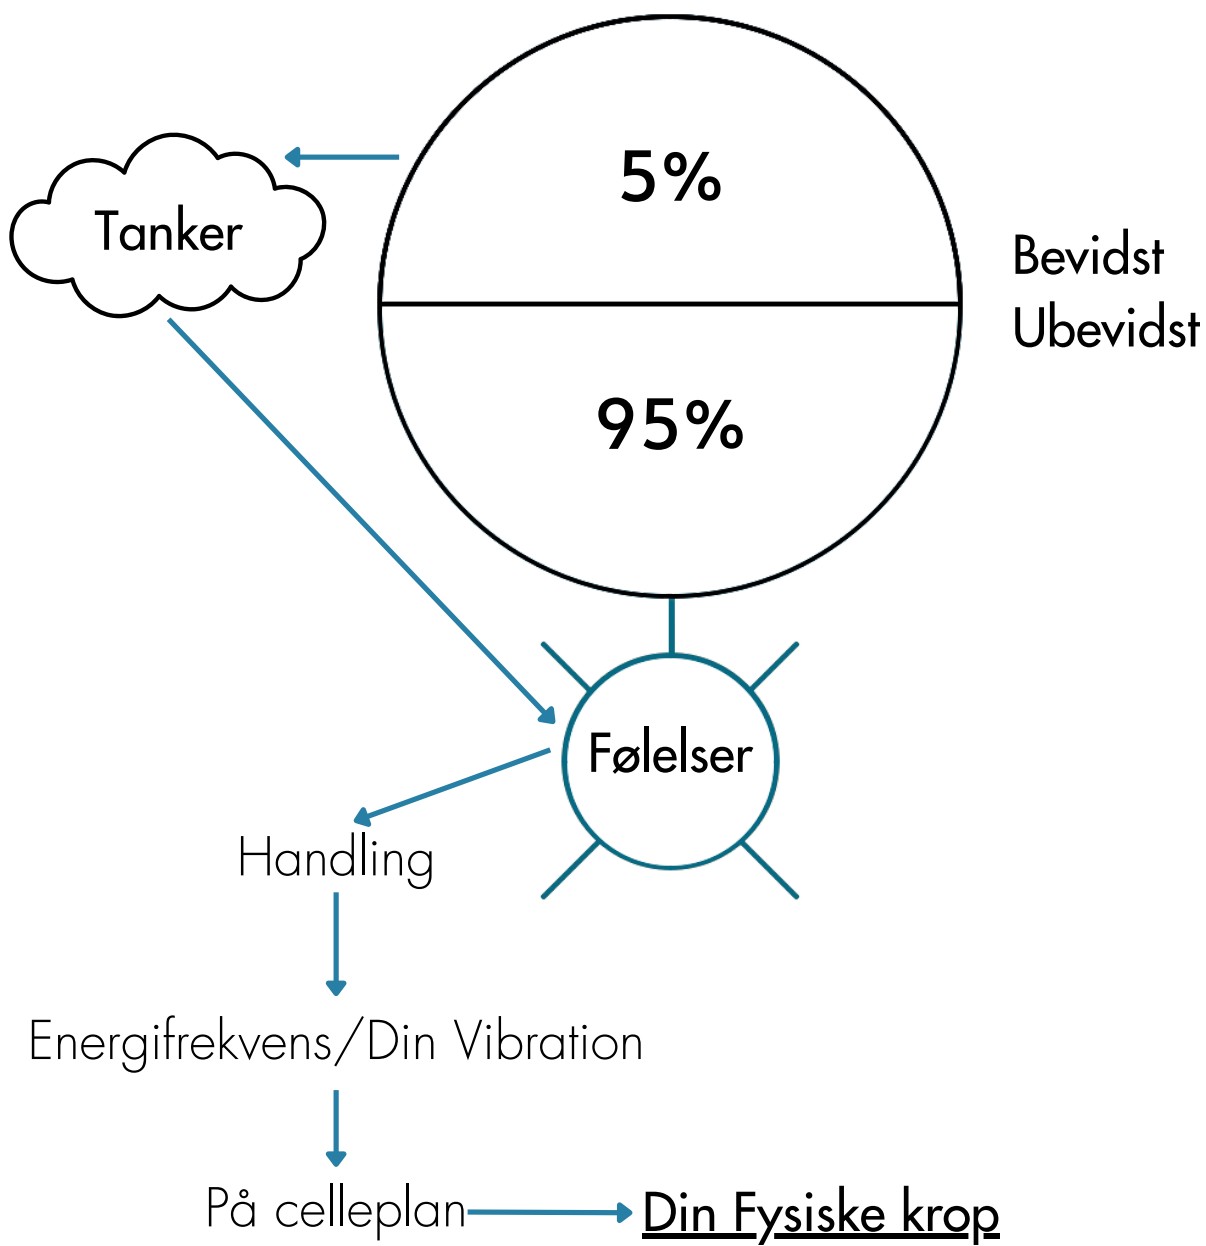 5%
Tanker
Bevidst
Ubevidst
95%
Følelser
Handling
Energifrekvens/Din Vibration
På celleplan
Din Fysiske krop